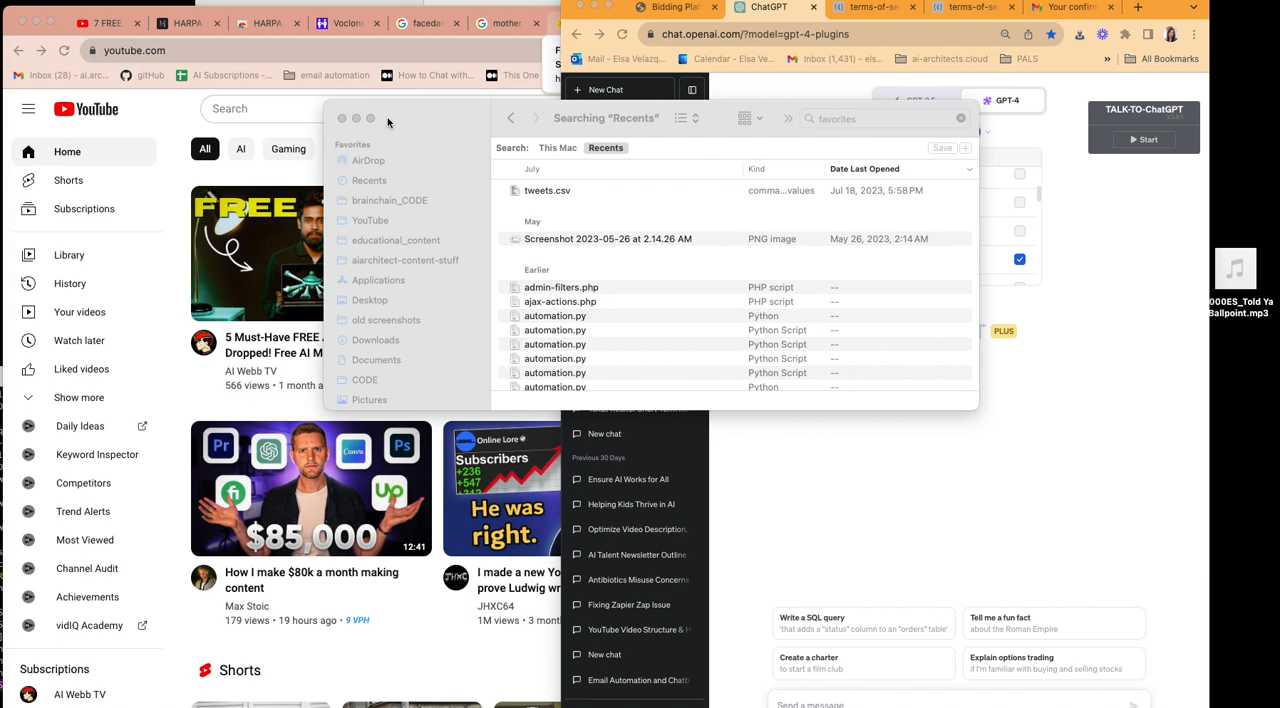 7 FREE
HARPA
HARPA
Voclone
facedan
mother
youtube.com
Inbox (28) - ai.arc...
gitHub
AI Subscriptions -...
email automation
How to Chat with...
This One
YouTube
Search
Home
Shorts
Subscriptions
Library
History
Your videos
Watch later
Liked videos
Show more
Daily Ideas
Keyword Inspector
Competitors
Trend Alerts
Most Viewed
Channel Audit
Achievements
vidIQ Academy
Subscriptions
AI Webb TV
All
AI
Gaming
FREE
5 Must-Have FREE
Dropped! Free AI M
AI Webb TV
566 views • 1 month a
Pr
Ps
Canva
fi
up
$85,000
12:41
How I make $80k a month making
content
Max Stoic
179 views • 19 hours ago • 9 VPH
Online Lore
Subscribers
+236
+547
He was
right.
I made a new Yo
prove Ludwig wr
JHXC64
1M views • 3 mont
Shorts
Bidding Plat
ChatGPT
terms-of-se
terms-of-se
Your confirm
chat.openai.com/?model=gpt-4-plugins
Mail - Elsa Velazq...
Calendar - Elsa Ve...
Inbox (1,431) - els...
ai-architects.cloud
PALS
»
All Bookmarks
+ New Chat
GPT-3.5
GPT-4
TALK-TO-ChatGPT
Start
PLUS
Favorites
AirDrop
Recents
brainchain_CODE
YouTube
educational_content
aiarchitect-content-stuff
Applications
Desktop
old screenshots
Downloads
Documents
CODE
Pictures
Searching “Recents”
favorites
Search:
This Mac
Recents
Save
July
Kind
Date Last Opened
tweets.csv
comma...values
Jul 18, 2023, 5:58 PM
May
Screenshot 2023-05-26 at 2.14.26 AM
PNG image
May 26, 2023, 2:14 AM
Earlier
admin-filters.php
PHP script
--
ajax-actions.php
PHP script
--
automation.py
Python
--
automation.py
Python Script
--
automation.py
Python Script
--
automation.py
Python Script
--
automation.py
Python Script
--
automation.py
Python
--
New chat
Previous 30 Days
Ensure AI Works for All
Helping Kids Thrive in AI
Optimize Video Description,
AI Talent Newsletter Outline
Antibiotics Misuse Concerns
Fixing Zapier Zap Issue
YouTube Video Structure & H
New chat
Email Automation and Chatb
Write a SQL query
'that adds a "status" column to an "orders" table'
Tell me a fun fact
about the Roman Empire
Create a charter
to start a film club
Explain options trading
if I'm familiar with buying and selling stocks
Send a message
000ES_Told Ya
Ballpoint.mp3